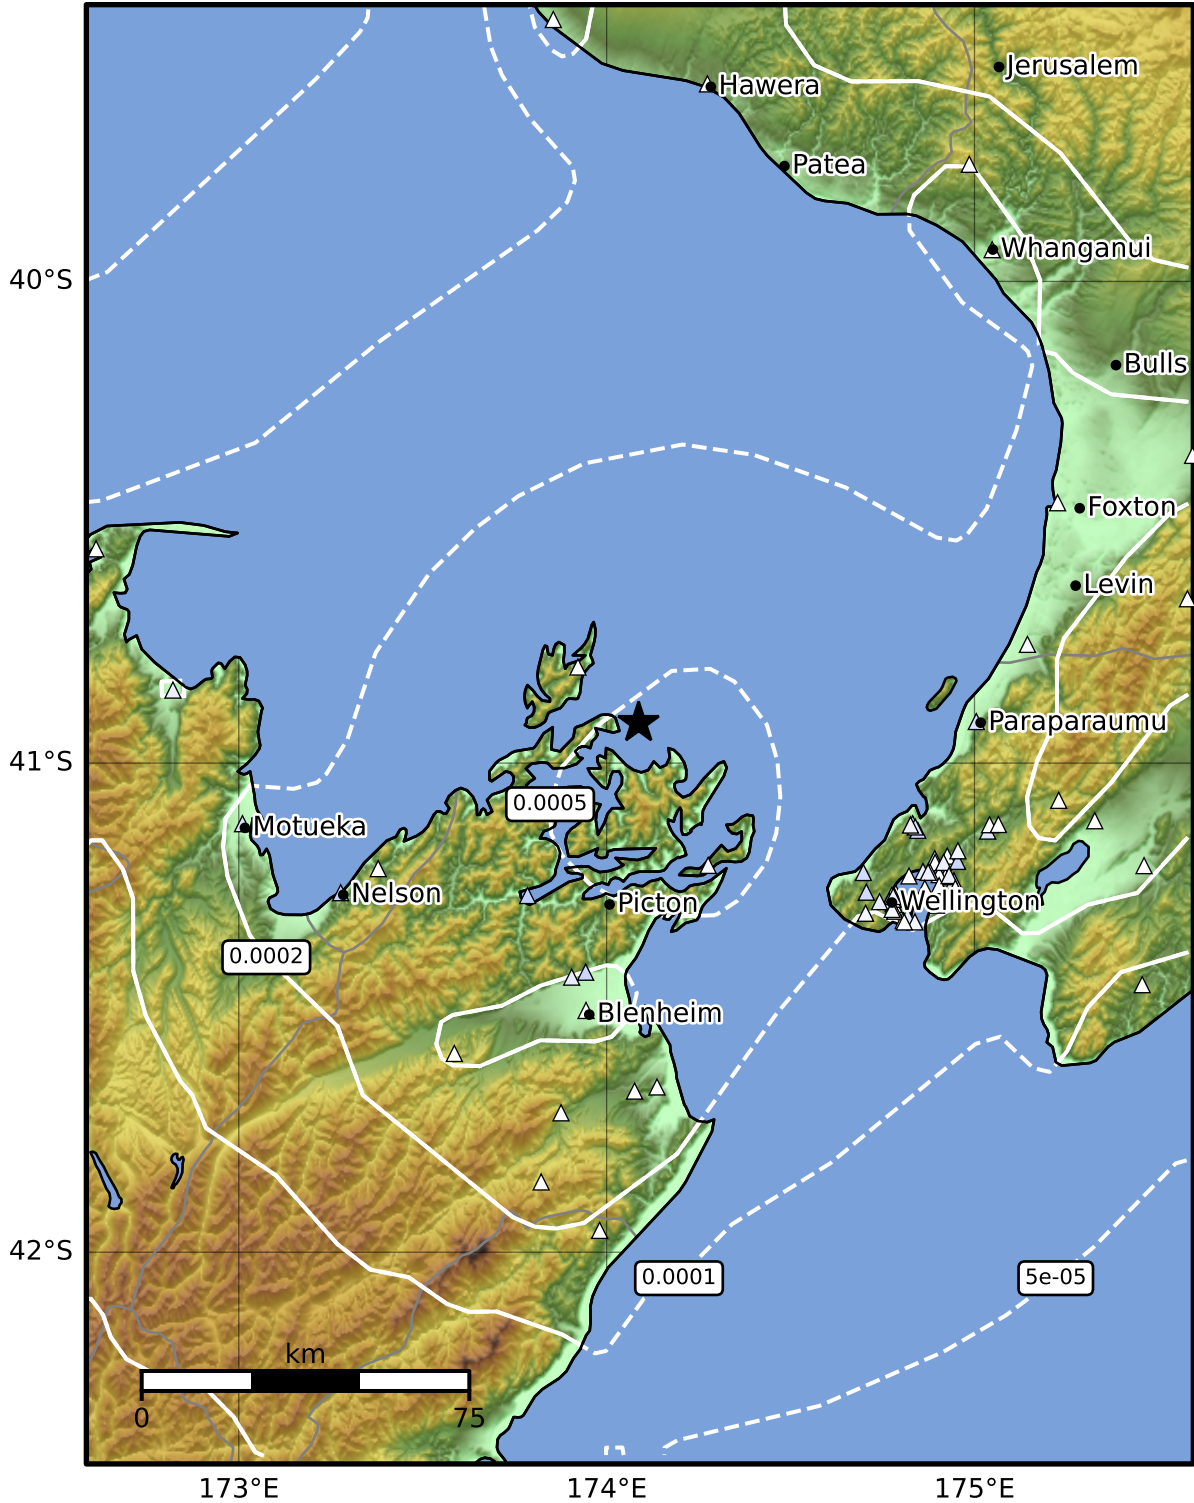 Jerusalem
Hawera
Patea
Whanganui
40°S
Bulls
Foxton
Levin
Paraparaumu
41°S
0.0005
Motueka
Nelson
Picton
Wellington
0.0002
Blenheim
42°S
0.0001
5e-05
km
0
75
173°E
174°E
175°E